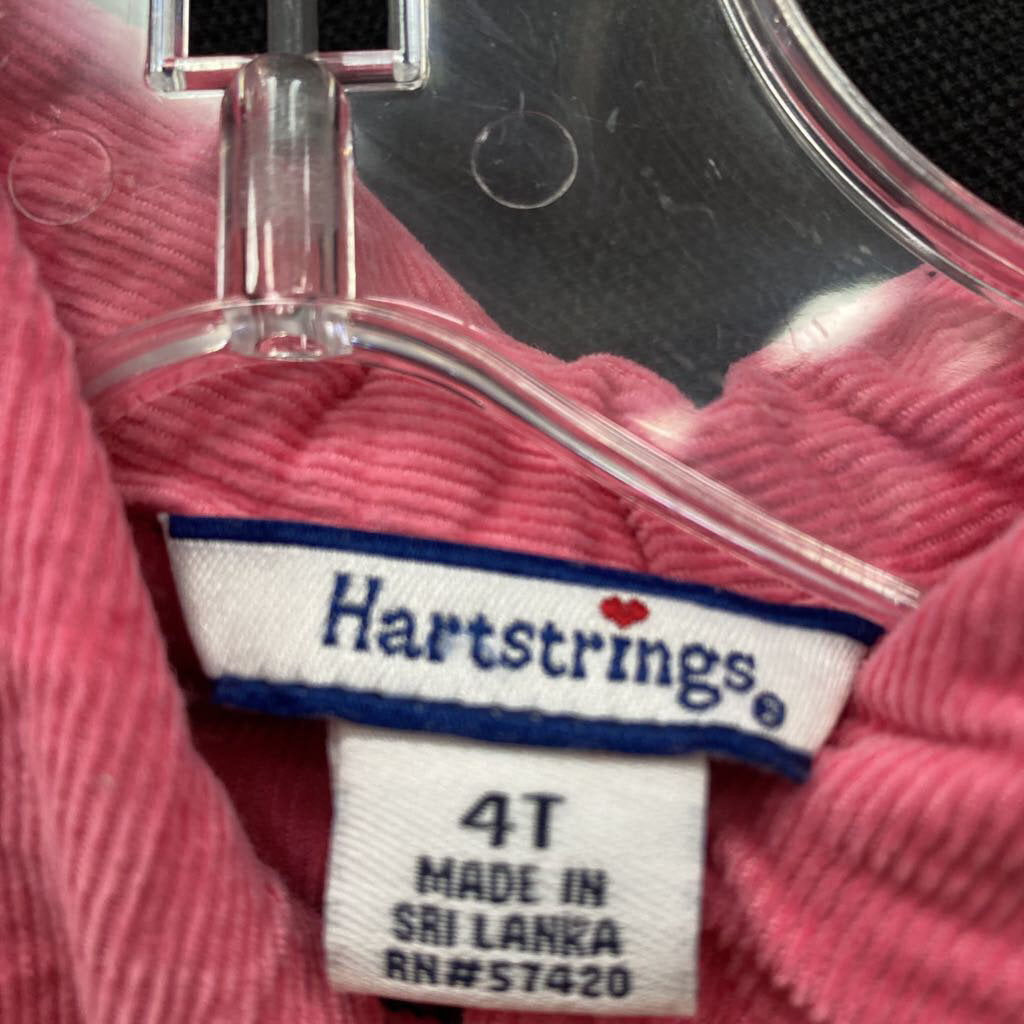 Hartstrings®
4T
MADE IN
SRI LANKA
RN#57420